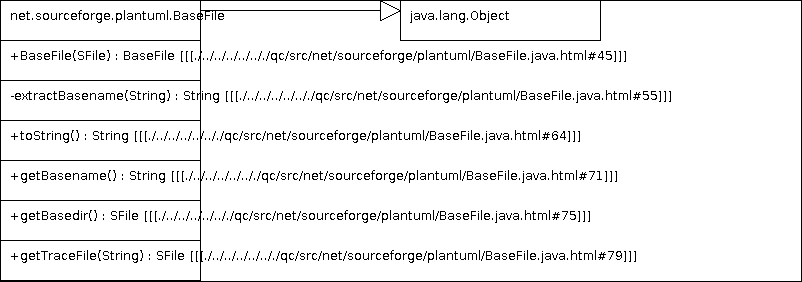 net.sourceforge.plantuml.BaseFile
java.lang.Object
+BaseFile(SFile) : BaseFile [[[./../../../../../../qc/src/net/sourceforge/plantuml/BaseFile.java.html#45]]]
-extractBasename(String) : String [[[./../../../../../../qc/src/net/sourceforge/plantuml/BaseFile.java.html#55]]]
+toString() : String [[[./../../../../../../qc/src/net/sourceforge/plantuml/BaseFile.java.html#64]]]
+getBasename() : String [[[./../../../../../../qc/src/net/sourceforge/plantuml/BaseFile.java.html#71]]]
+getBasedir() : SFile [[[./../../../../../../qc/src/net/sourceforge/plantuml/BaseFile.java.html#75]]]
+getTraceFile(String) : SFile [[[./../../../../../../qc/src/net/sourceforge/plantuml/BaseFile.java.html#79]]]